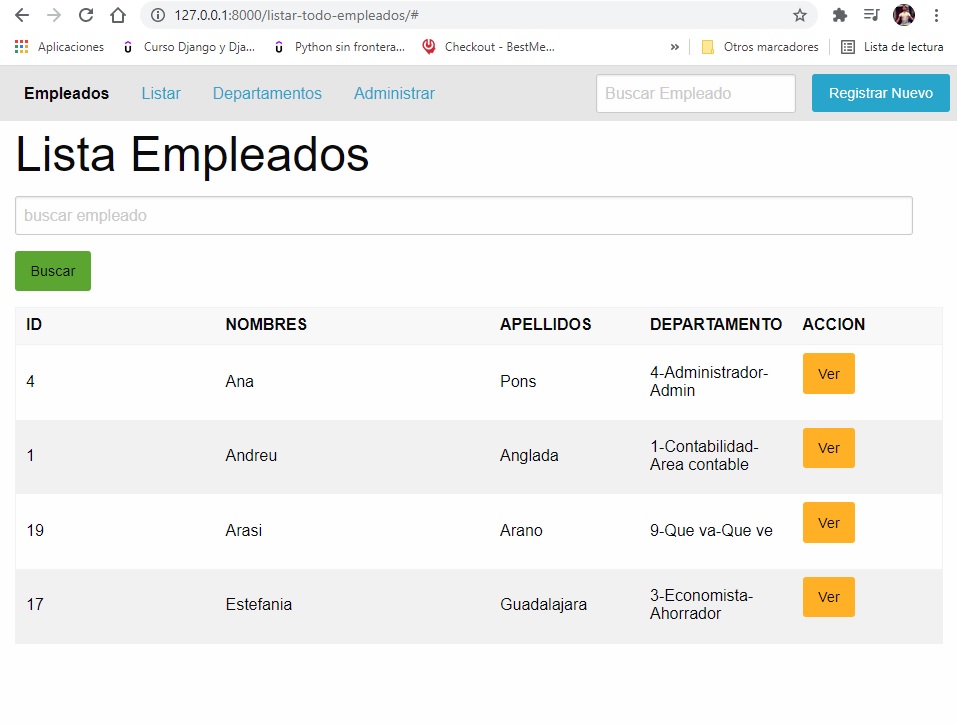 127.0.0.1:8000/listar-todo-empleados/#
Aplicaciones Curso Django y Dja... Python sin frontera... Checkout - BestMe... » Otros marcadores Lista de lectura
Empleados Listar Departamentos Administrar Buscar Empleado Registrar Nuevo
Lista Empleados
buscar empleado
Buscar
ID NOMBRES APELLIDOS DEPARTAMENTO ACCION
4 Ana Pons 4-Administrador-
Admin Ver
1 Andreu Anglada 1-Contabilidad-
Area contable Ver
19 Arasi Arano 9-Que va-Que ve Ver
17 Estefania Guadalajara 3-Economista-
Ahorrador Ver